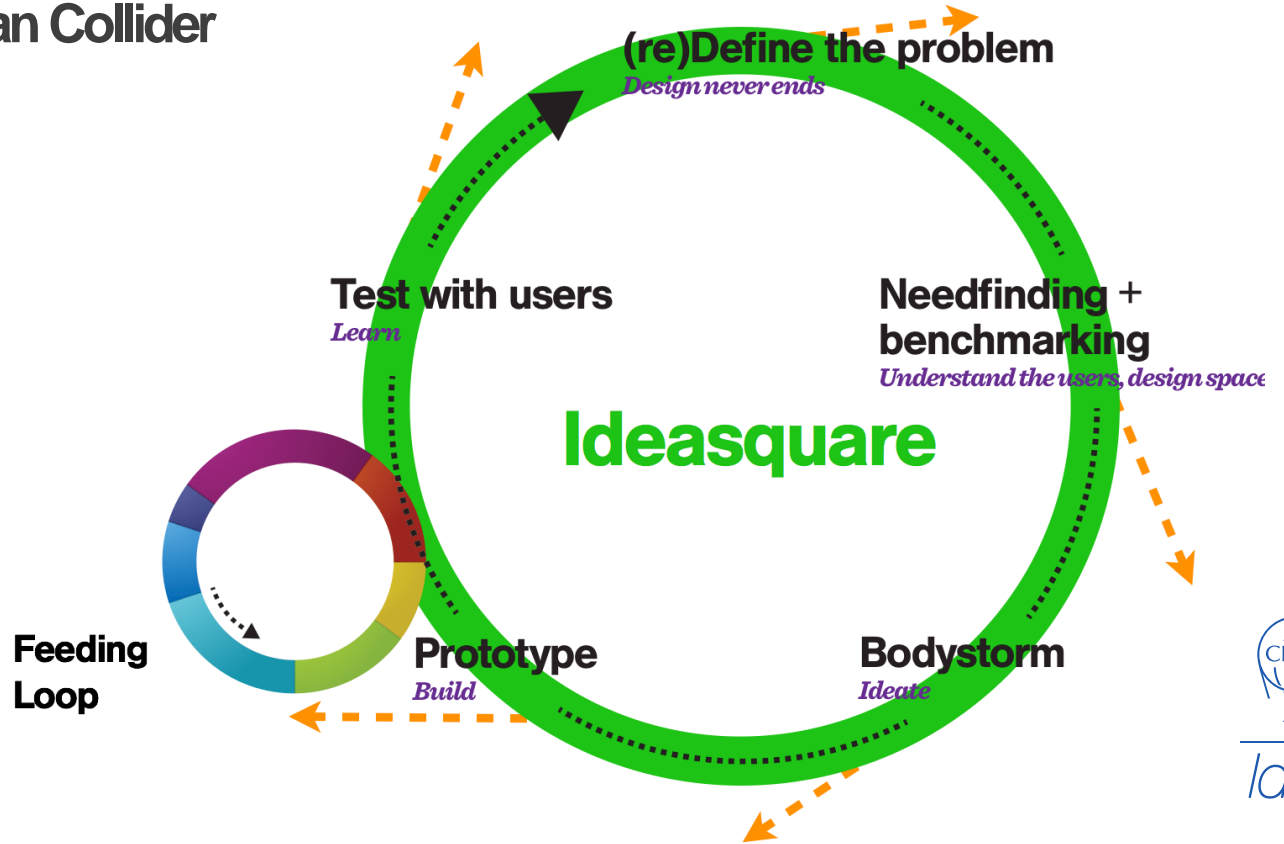 an Collider
(re)Define the problem
Design never ends
Test with users
Learn
Needfinding +
benchmarking
Understand the users, design space
Ideasquare
Feeding
Loop
Prototype
Build
Bodystorm
Ideate